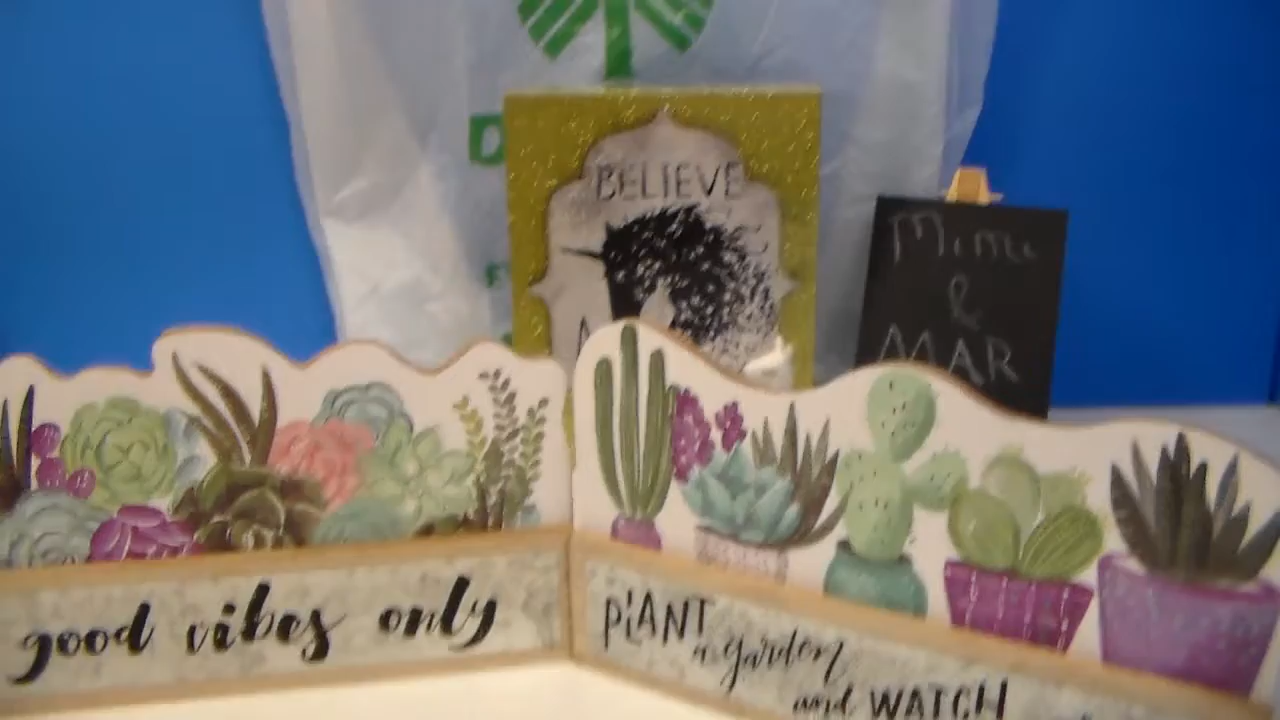 D
BELIEVE
Mimi
&
MAR
good vibes only
PLANT
a garden
and WATCH